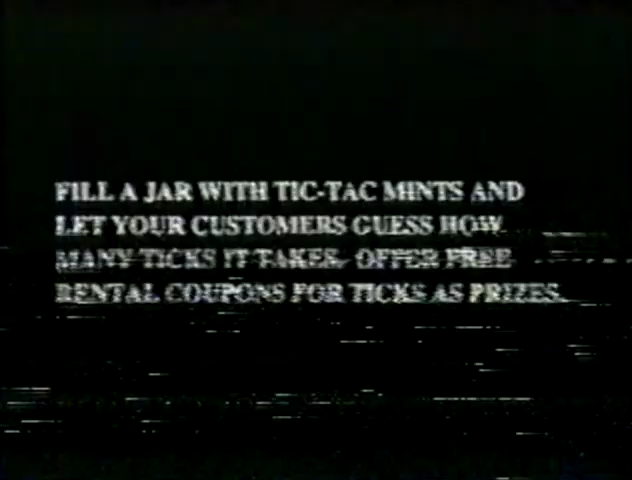 FILL A JAR WITH TIC-TAC MINTS AND
LET YOUR CUSTOMERS GUESS HOW
MANY TICKS IT TAKES. OFFER FREE
RENTAL COUPONS FOR TICKS AS PRIZES.